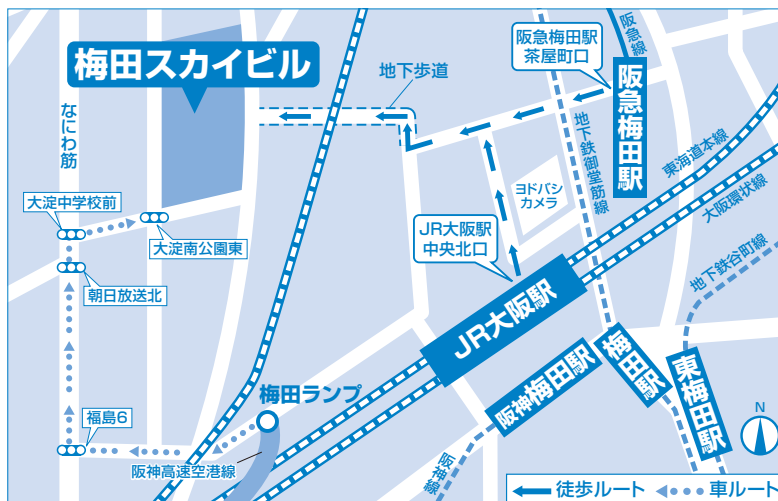 梅田スカイビル
なにわ筋
地下歩道
阪急梅田駅
茶屋町口
阪急線
阪急梅田駅
地下鉄御堂筋線
東海道本線
大阪環状線
地下鉄谷町線
ヨドバシ
カメラ
JR大阪駅
中央北口
大淀中学校前
大淀南公園東
朝日放送北
JR大阪駅
阪神梅田駅
梅田駅
東梅田駅
梅田ランプ
福島6
阪神高速空港線
阪神線
徒歩ルート
車ルート